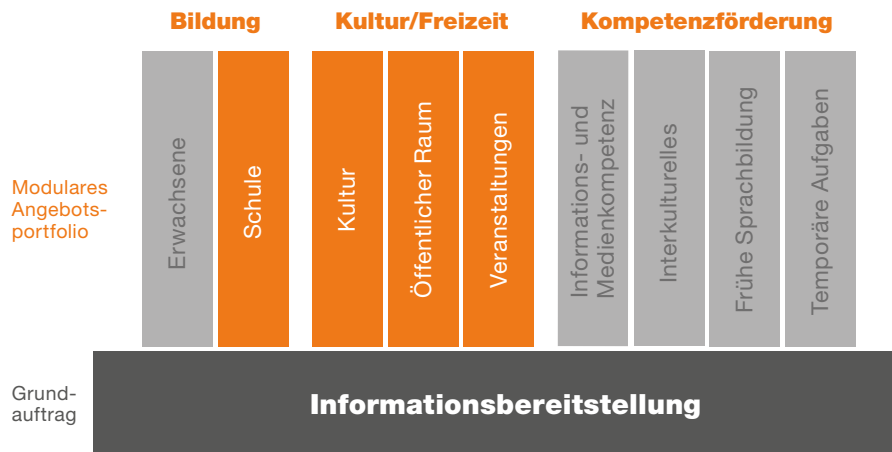 Bildung
Kultur/Freizeit
Kompetenzförderung
Modulares
Angebots-
portfolio
Erwachsene
Schule
Kultur
Öffentlicher Raum
Veranstaltungen
Informations- und
Medienkompetenz
Interkulturelles
Frühe Sprachbildung
Temporäre Aufgaben
Grund-
auftrag
Informationsbereitstellung